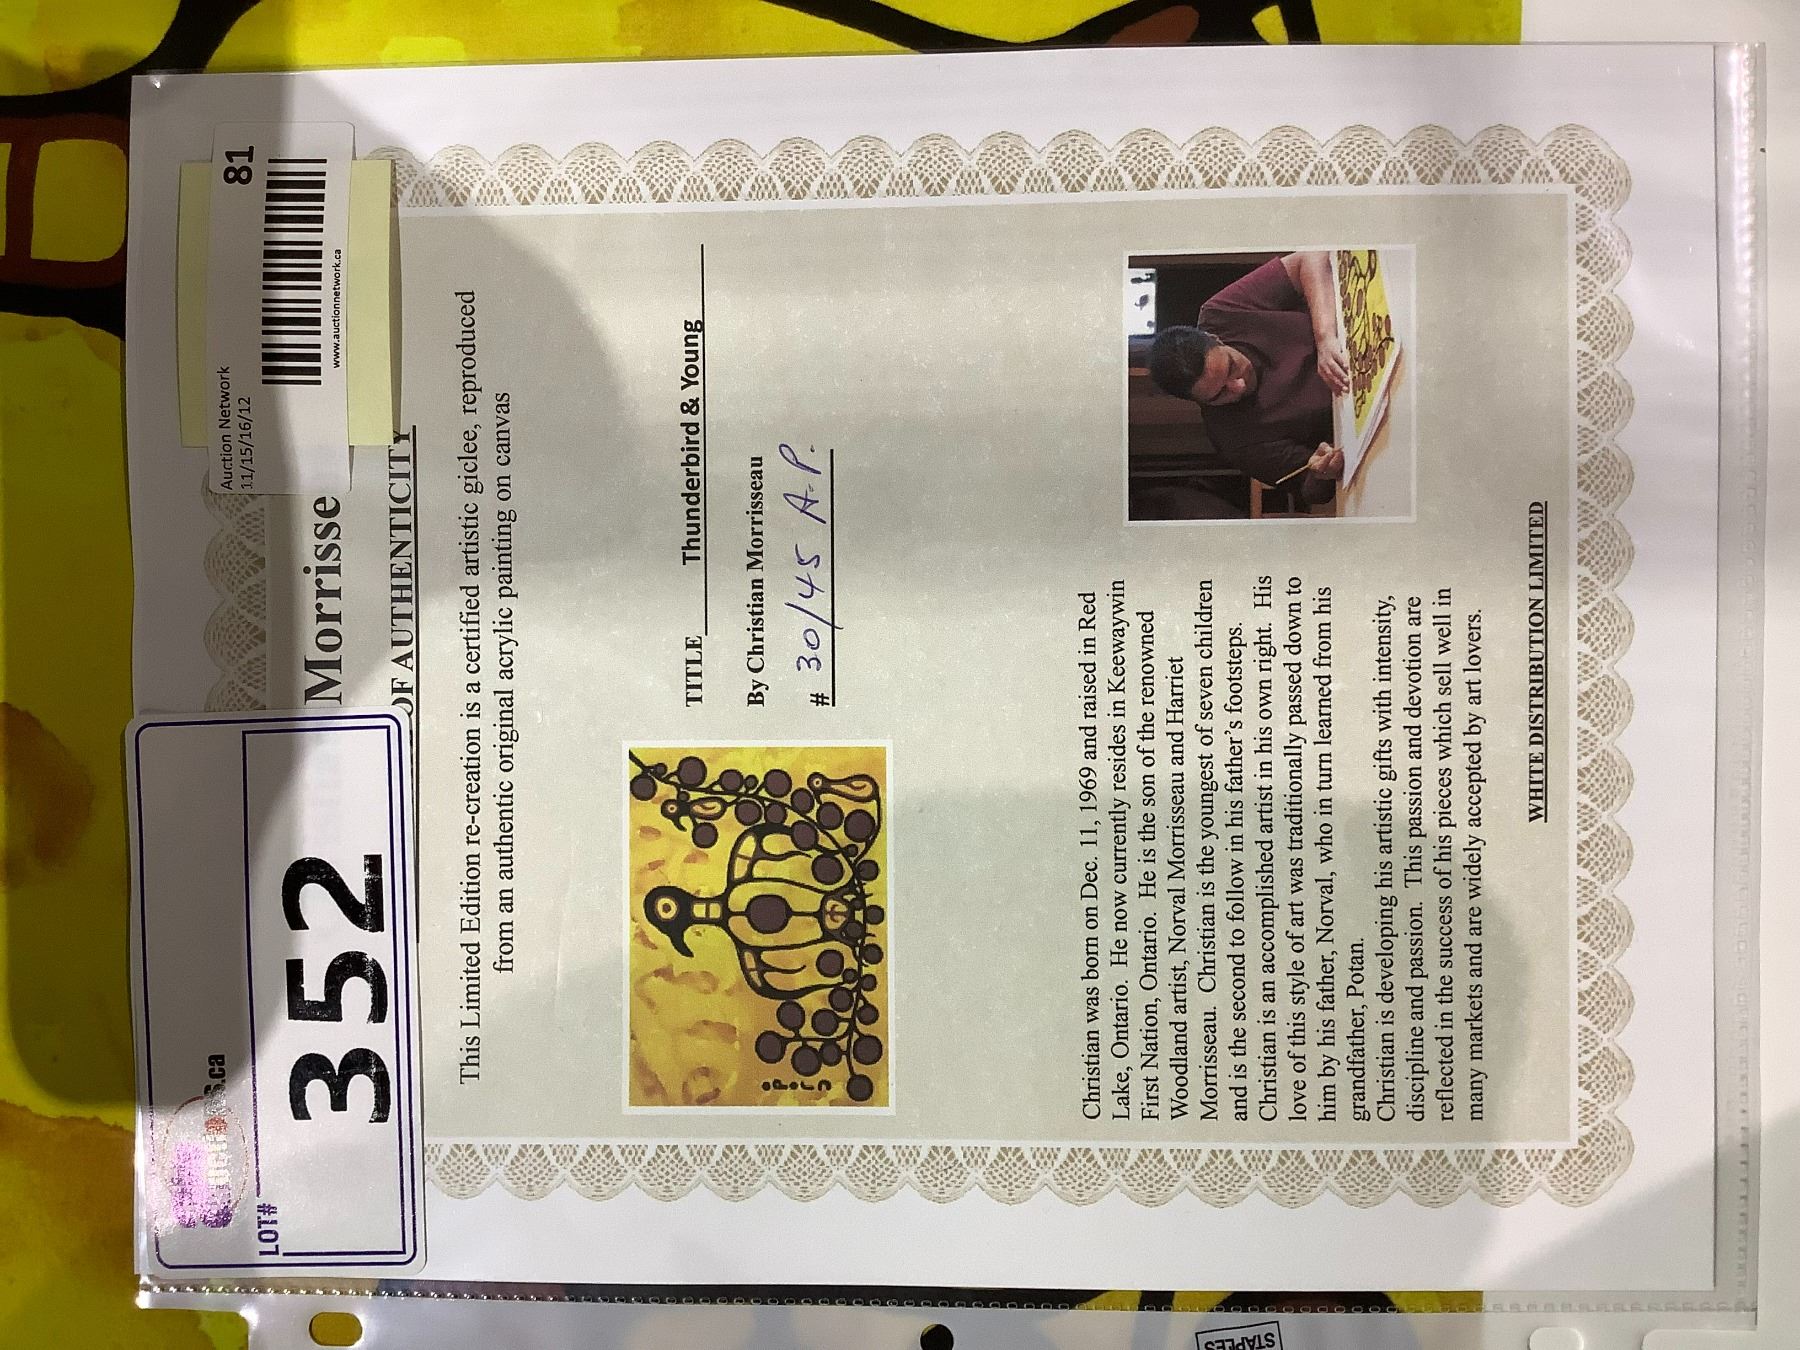 Auction Network
11/15/16/12
81
www.auctionnetwork.ca
.ca
LOT#
352
Morrisse
OF AUTHENTICITY
This Limited Edition re-creation is a certified artistic giclee, reproduced
from an authentic original acrylic painting on canvas
TITLE Thunderbird & Young
By Christian Morrisseau
# 30/45 A.P.
Christian was born on Dec. 11, 1969 and raised in Red
Lake, Ontario. He now currently resides in Keewaywin
First Nation, Ontario. He is the son of the renowned
Woodland artist, Norval Morrisseau and Harriet
Morrisseau. Christian is the youngest of seven children
and is the second to follow in his father's footsteps.
Christian is an accomplished artist in his own right. His
love of this style of art was traditionally passed down to
him by his father, Norval, who in turn learned from his
grandfather, Potan.
Christian is developing his artistic gifts with intensity,
discipline and passion. This passion and devotion are
reflected in the success of his pieces which sell well in
many markets and are widely accepted by art lovers.
WHITE DISTRIBUTION LIMITED
STAPLES